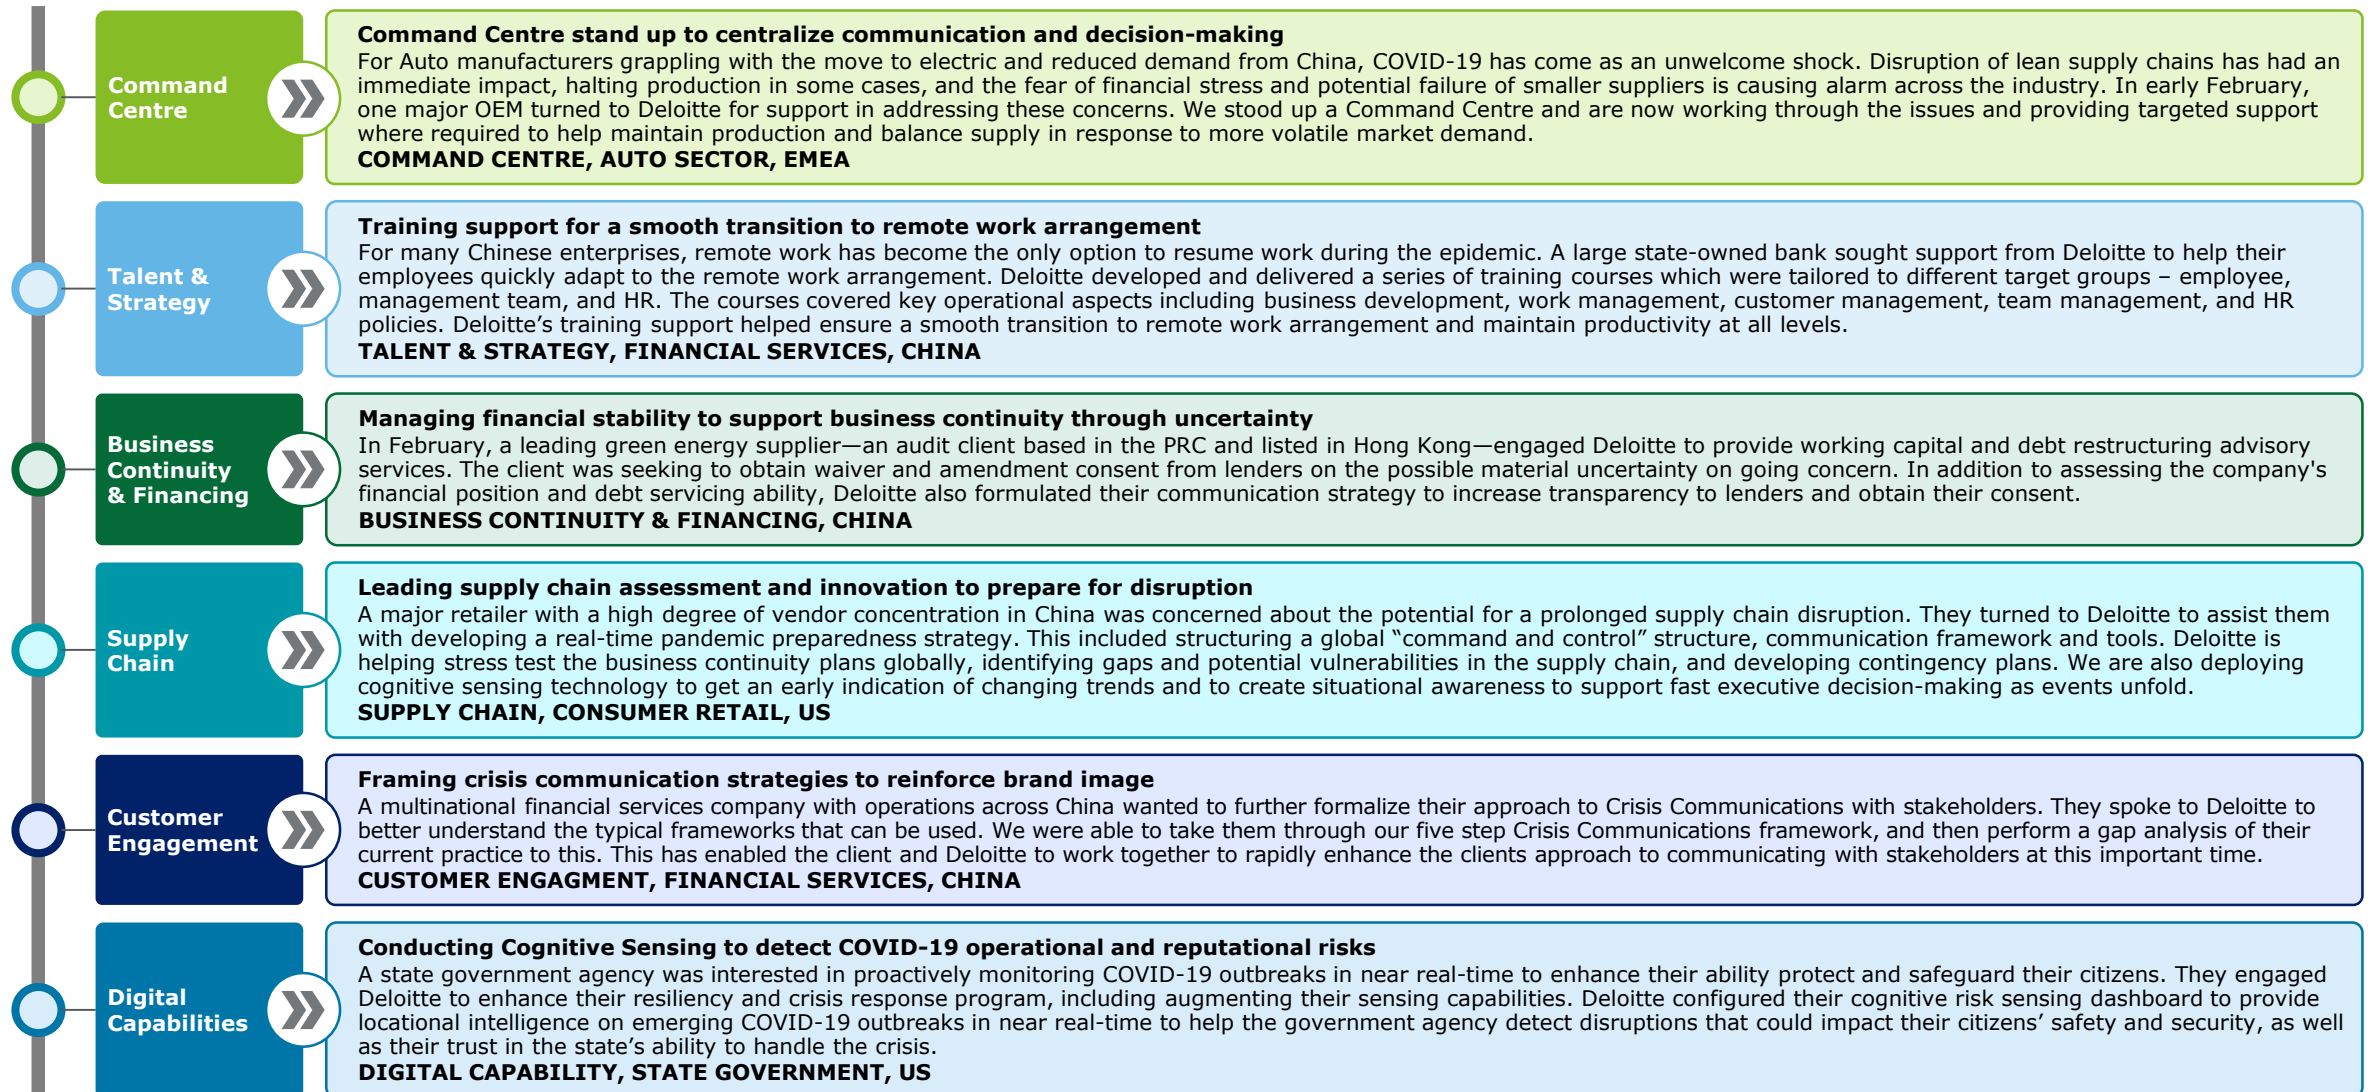 Command
Centre
Command Centre stand up to centralize communication and decision-making
For Auto manufacturers grappling with the move to electric and reduced demand from China, COVID-19 has come as an unwelcome shock. Disruption of lean supply chains has had an
immediate impact, halting production in some cases, and the fear of financial stress and potential failure of smaller suppliers is causing alarm across the industry. In early February,
one major OEM turned to Deloitte for support in addressing these concerns. We stood up a Command Centre and are now working through the issues and providing targeted support
where required to help maintain production and balance supply in response to more volatile market demand.
COMMAND CENTRE, AUTO SECTOR, EMEA
Talent &
Strategy
Training support for a smooth transition to remote work arrangement
For many Chinese enterprises, remote work has become the only option to resume work during the epidemic. A large state-owned bank sought support from Deloitte to help their
employees quickly adapt to the remote work arrangement. Deloitte developed and delivered a series of training courses which were tailored to different target groups – employee,
management team, and HR. The courses covered key operational aspects including business development, work management, customer management, team management, and HR
policies. Deloitte’s training support helped ensure a smooth transition to remote work arrangement and maintain productivity at all levels.
TALENT & STRATEGY, FINANCIAL SERVICES, CHINA
Business
Continuity
& Financing
Managing financial stability to support business continuity through uncertainty
In February, a leading green energy supplier—an audit client based in the PRC and listed in Hong Kong—engaged Deloitte to provide working capital and debt restructuring advisory
services. The client was seeking to obtain waiver and amendment consent from lenders on the possible material uncertainty on going concern. In addition to assessing the company's
financial position and debt servicing ability, Deloitte also formulated their communication strategy to increase transparency to lenders and obtain their consent.
BUSINESS CONTINUITY & FINANCING, CHINA
Supply
Chain
Leading supply chain assessment and innovation to prepare for disruption
A major retailer with a high degree of vendor concentration in China was concerned about the potential for a prolonged supply chain disruption. They turned to Deloitte to assist them
with developing a real-time pandemic preparedness strategy. This included structuring a global “command and control” structure, communication framework and tools. Deloitte is
helping stress test the business continuity plans globally, identifying gaps and potential vulnerabilities in the supply chain, and developing contingency plans. We are also deploying
cognitive sensing technology to get an early indication of changing trends and to create situational awareness to support fast executive decision-making as events unfold.
SUPPLY CHAIN, CONSUMER RETAIL, US
Customer
Engagement
Framing crisis communication strategies to reinforce brand image
A multinational financial services company with operations across China wanted to further formalize their approach to Crisis Communications with stakeholders. They spoke to Deloitte to
better understand the typical frameworks that can be used. We were able to take them through our five step Crisis Communications framework, and then perform a gap analysis of their
current practice to this. This has enabled the client and Deloitte to work together to rapidly enhance the clients approach to communicating with stakeholders at this important time.
CUSTOMER ENGAGMENT, FINANCIAL SERVICES, CHINA
Digital
Capabilities
Conducting Cognitive Sensing to detect COVID-19 operational and reputational risks
A state government agency was interested in proactively monitoring COVID-19 outbreaks in near real-time to enhance their ability protect and safeguard their citizens. They engaged
Deloitte to enhance their resiliency and crisis response program, including augmenting their sensing capabilities. Deloitte configured their cognitive risk sensing dashboard to provide
locational intelligence on emerging COVID-19 outbreaks in near real-time to help the government agency detect disruptions that could impact their citizens’ safety and security, as well
as their trust in the state’s ability to handle the crisis.
DIGITAL CAPABILITY, STATE GOVERNMENT, US